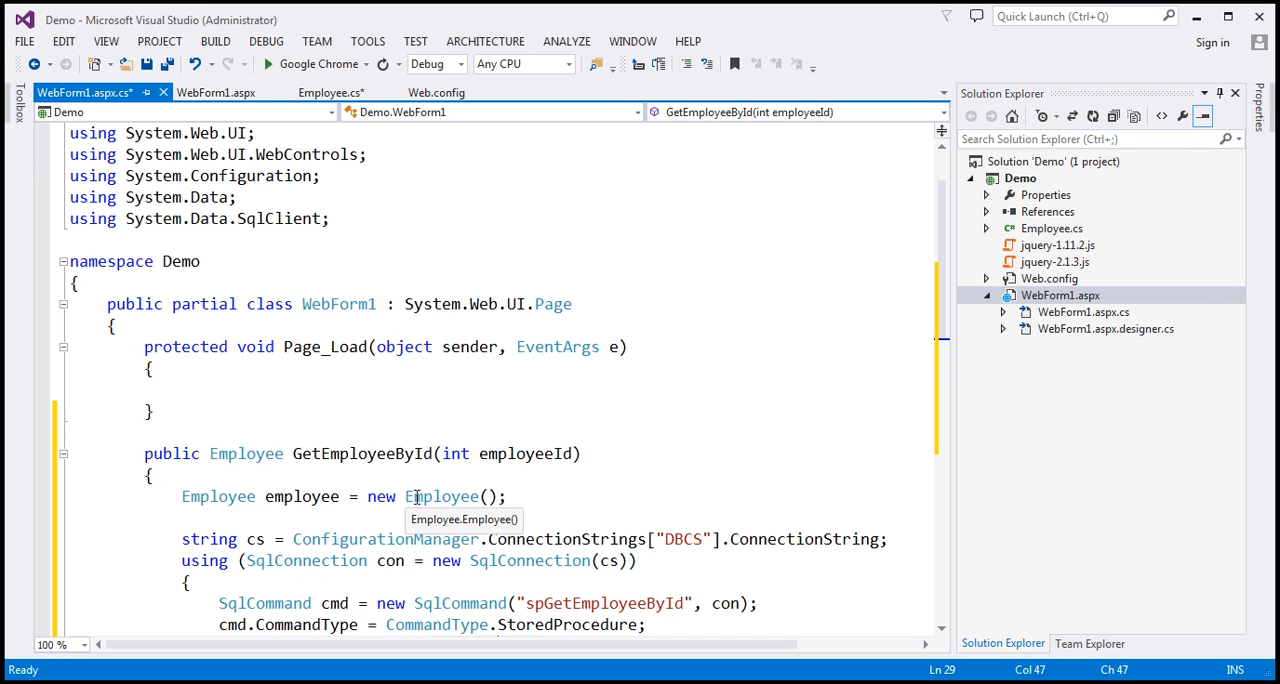 Demo - Microsoft Visual Studio (Administrator)
Quick Launch (Ctrl+Q)
FILE EDIT VIEW PROJECT BUILD DEBUG TEAM TOOLS TEST ARCHITECTURE ANALYZE WINDOW HELP
Sign in
Google Chrome Debug Any CPU
Toolbox
WebForm1.aspx.cs* WebForm1.aspx Employee.cs* Web.config
Demo Demo.WebForm1 GetEmployeeById(int employeeId)
using System.Web.UI;
using System.Web.UI.WebControls;
using System.Configuration;
using System.Data;
using System.Data.SqlClient;
namespace Demo
{
public partial class WebForm1 : System.Web.UI.Page
{
protected void Page_Load(object sender, EventArgs e)
{
}
public Employee GetEmployeeById(int employeeId)
{
Employee employee = new Employee();
Employee.Employee()
string cs = ConfigurationManager.ConnectionStrings["DBCS"].ConnectionString;
using (SqlConnection con = new SqlConnection(cs))
{
SqlCommand cmd = new SqlCommand("spGetEmployeeById", con);
cmd.CommandType = CommandType.StoredProcedure;
100 %
Solution Explorer
Search Solution Explorer (Ctrl+;)
Solution 'Demo' (1 project)
Demo
Properties
References
Employee.cs
jquery-1.11.2.js
jquery-2.1.3.js
Web.config
WebForm1.aspx
WebForm1.aspx.cs
WebForm1.aspx.designer.cs
Solution Explorer Team Explorer
Properties
Ready Ln 29 Col 47 Ch 47 INS